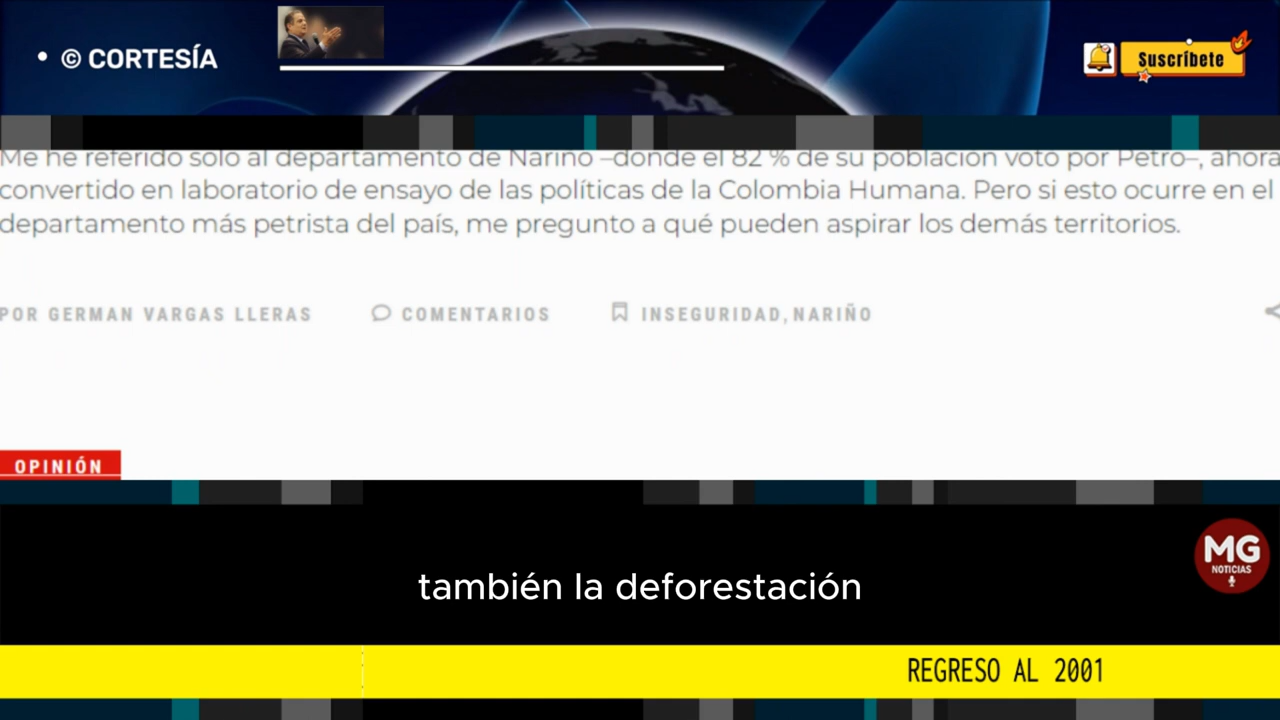 • © CORTESÍA
Suscríbete
Me he referido solo al departamento de Nariño –donde el 82 % de su población votó por Petro–, ahora
convertido en laboratorio de ensayo de las políticas de la Colombia Humana. Pero si esto ocurre en el
departamento más petrista del país, me pregunto a qué pueden aspirar los demás territorios.
POR GERMAN VARGAS LLERAS COMENTARIOS INSEGURIDAD, NARIÑO
OPINIÓN
MG
NOTICIAS
también la deforestación
REGRESO AL 2001